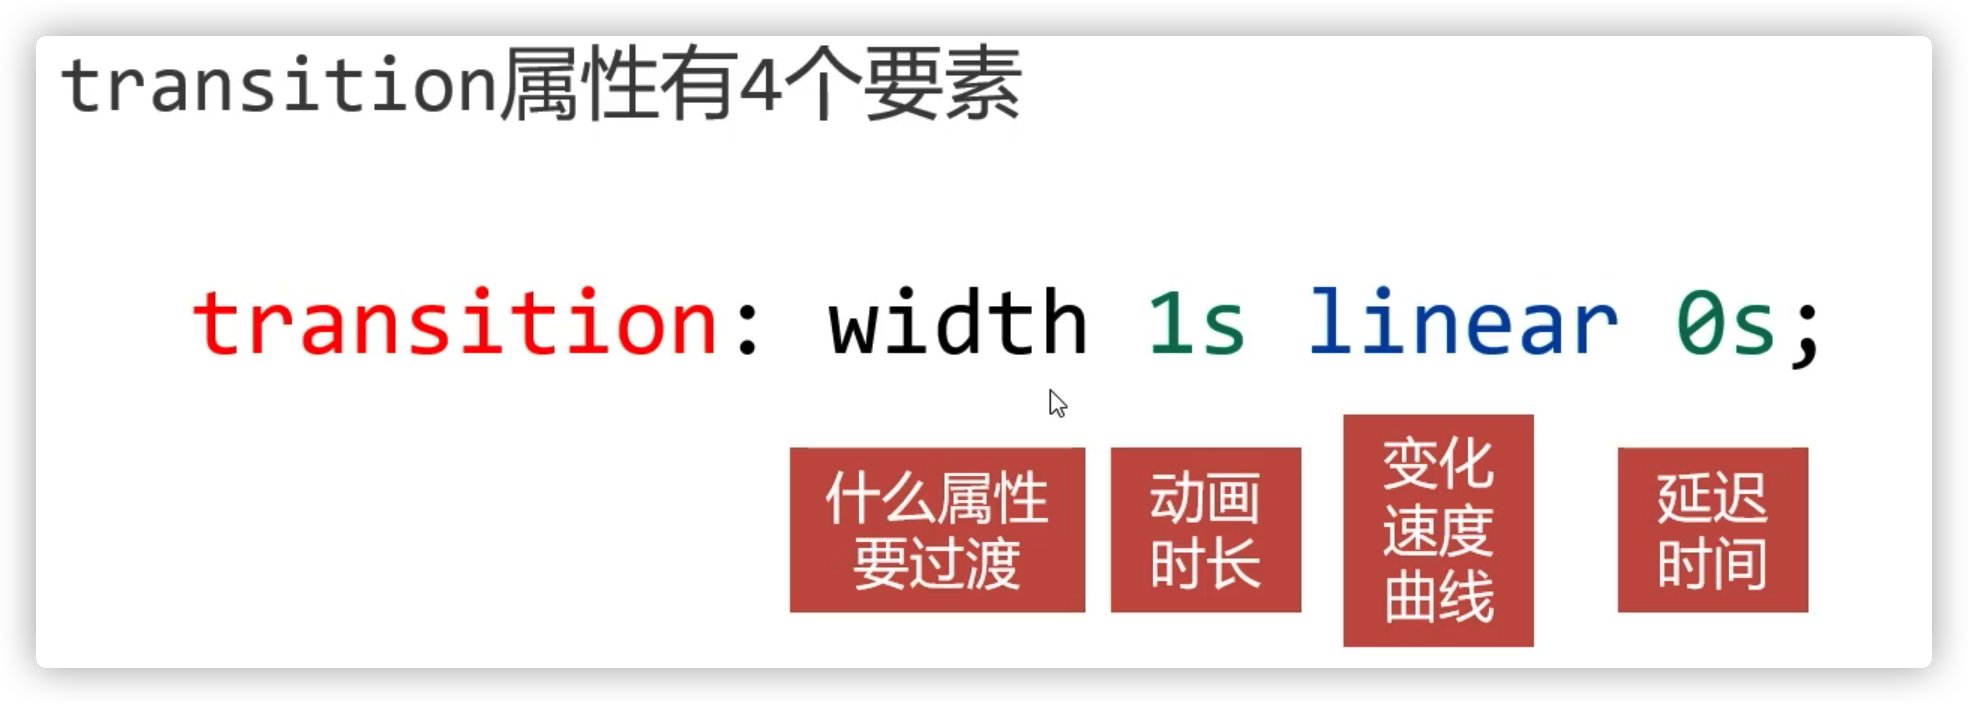 transition属性有4个要素
transition: width 1s linear 0s;
什么属性
要过渡
动画
时长
变化
速度
曲线
延迟
时间